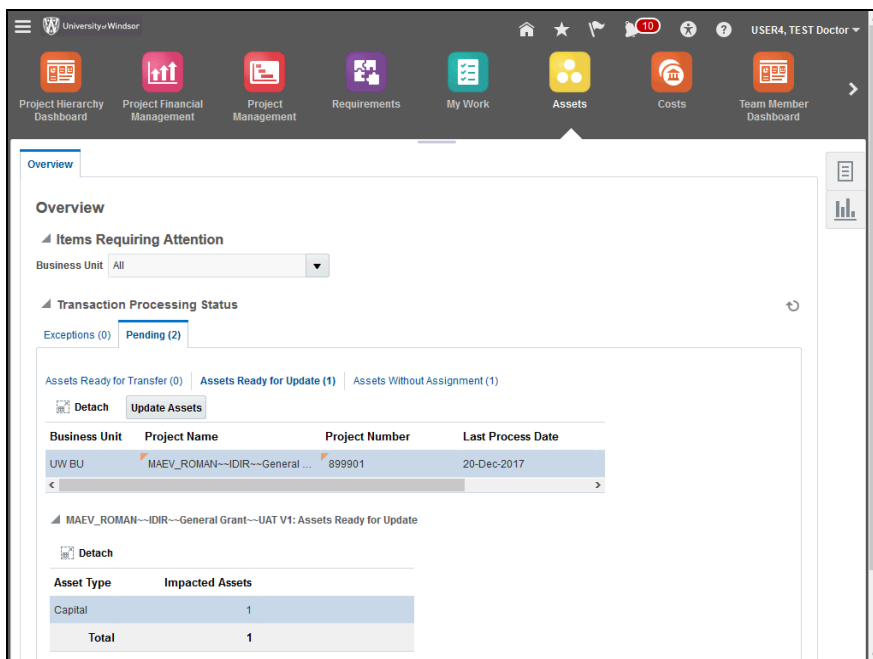 University of Windsor
10
USER4, TEST Doctor
Project Hierarchy Dashboard
Project Financial Management
Project Management
Requirements
My Work
Assets
Costs
Team Member Dashboard
Overview
Overview
Items Requiring Attention
Business Unit All
Transaction Processing Status
Exceptions (0) Pending (2)
Assets Ready for Transfer (0) Assets Ready for Update (1) Assets Without Assignment (1)
Detach Update Assets
Business Unit Project Name Project Number Last Process Date
UW BU MAEV_ROMAN~~IDIR~~General ... 899901 20-Dec-2017
MAEV_ROMAN~~IDIR~~General Grant~~UAT V1: Assets Ready for Update
Detach
Asset Type Impacted Assets
Capital 1
Total 1